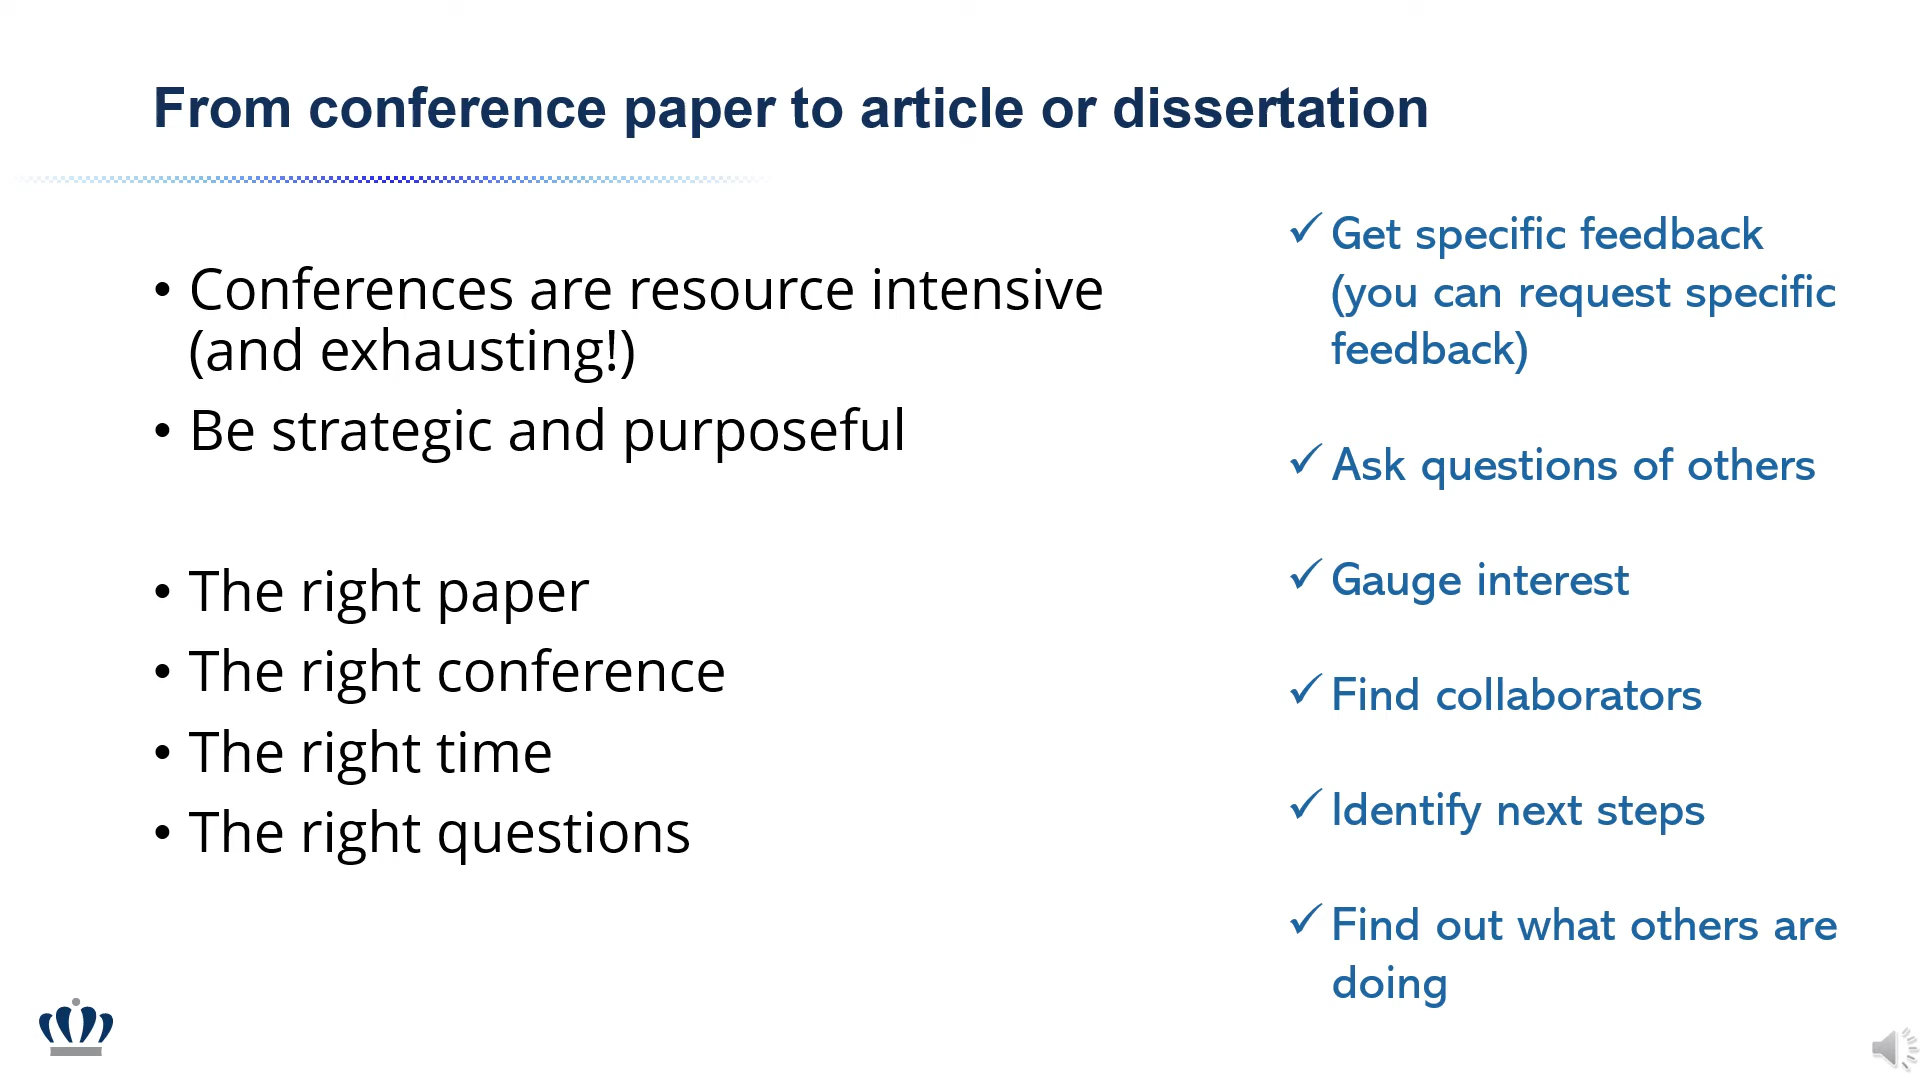 From conference paper to article or dissertation
• Conferences are resource intensive
(and exhausting!)
• Be strategic and purposeful
• The right paper
• The right conference
• The right time
• The right questions
✓ Get specific feedback
(you can request specific
feedback)
✓ Ask questions of others
✓ Gauge interest
✓ Find collaborators
✓ Identify next steps
✓ Find out what others are
doing